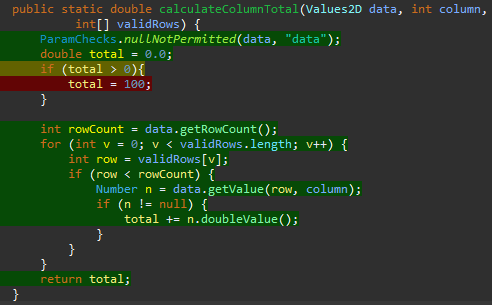 public static double calculateColumnTotal(Values2D data, int column,
int[] validRows) {
ParamChecks.nullNotPermitted(data, "data");
double total = 0.0;
if (total > 0){
total = 100;
}
int rowCount = data.getRowCount();
for (int v = 0; v < validRows.length; v++) {
int row = validRows[v];
if (row < rowCount) {
Number n = data.getValue(row, column);
if (n != null) {
total += n.doubleValue();
}
}
}
return total;
}